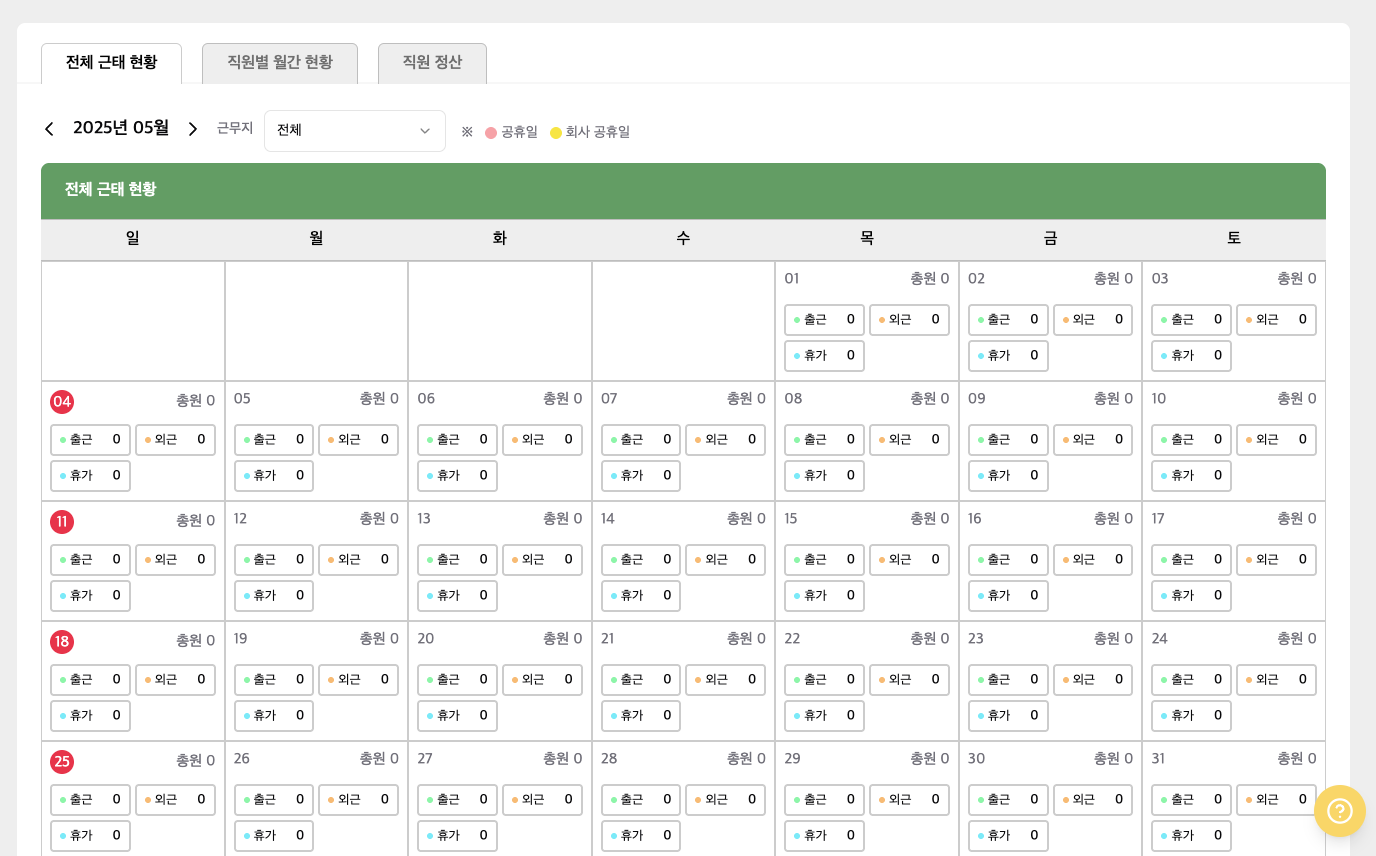 전체 근태 현황 직원별 월간 현황 직원 정산
2025년 05월 근무지 전체 ※ 공휴일 회사 공휴일
전체 근태 현황
일 월 화 수 목 금 토
01 총원 0 02 총원 0 03 총원 0
출근 0 외근 0 출근 0 외근 0 출근 0 외근 0
휴가 0 휴가 0 휴가 0
04 총원 0 05 총원 0 06 총원 0 07 총원 0 08 총원 0 09 총원 0 10 총원 0
출근 0 외근 0 출근 0 외근 0 출근 0 외근 0 출근 0 외근 0 출근 0 외근 0 출근 0 외근 0 출근 0 외근 0
휴가 0 휴가 0 휴가 0 휴가 0 휴가 0 휴가 0 휴가 0
11 총원 0 12 총원 0 13 총원 0 14 총원 0 15 총원 0 16 총원 0 17 총원 0
출근 0 외근 0 출근 0 외근 0 출근 0 외근 0 출근 0 외근 0 출근 0 외근 0 출근 0 외근 0 출근 0 외근 0
휴가 0 휴가 0 휴가 0 휴가 0 휴가 0 휴가 0 휴가 0
18 총원 0 19 총원 0 20 총원 0 21 총원 0 22 총원 0 23 총원 0 24 총원 0
출근 0 외근 0 출근 0 외근 0 출근 0 외근 0 출근 0 외근 0 출근 0 외근 0 출근 0 외근 0 출근 0 외근 0
휴가 0 휴가 0 휴가 0 휴가 0 휴가 0 휴가 0 휴가 0
25 총원 0 26 총원 0 27 총원 0 28 총원 0 29 총원 0 30 총원 0 31 총원 0
출근 0 외근 0 출근 0 외근 0 출근 0 외근 0 출근 0 외근 0 출근 0 외근 0 출근 0 외근 0 출근 0 외근 0
휴가 0 휴가 0 휴가 0 휴가 0 휴가 0 휴가 0 휴가 0
?